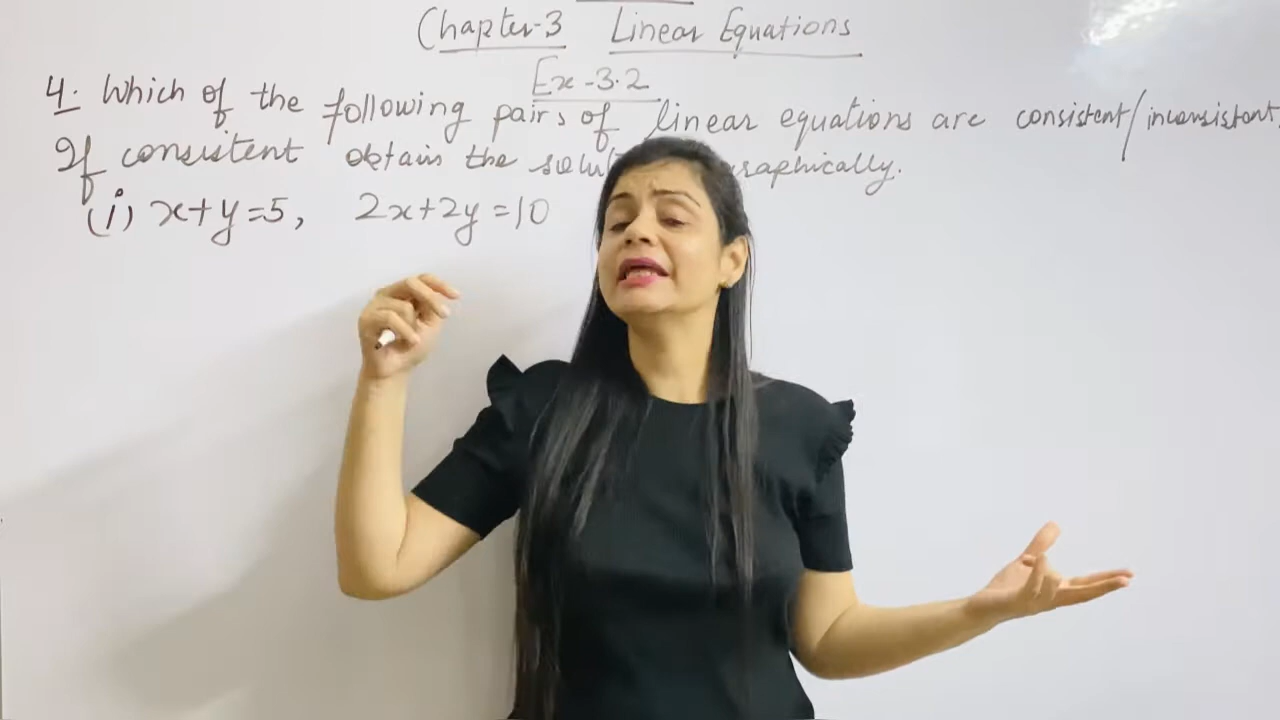 Chapter-3 Linear Equations
Ex-3.2
4. Which of the following pairs of linear equations are consistent/inconsistent.
If consistent obtain the graphically.
(i) x+y=5, 2x+2y=10